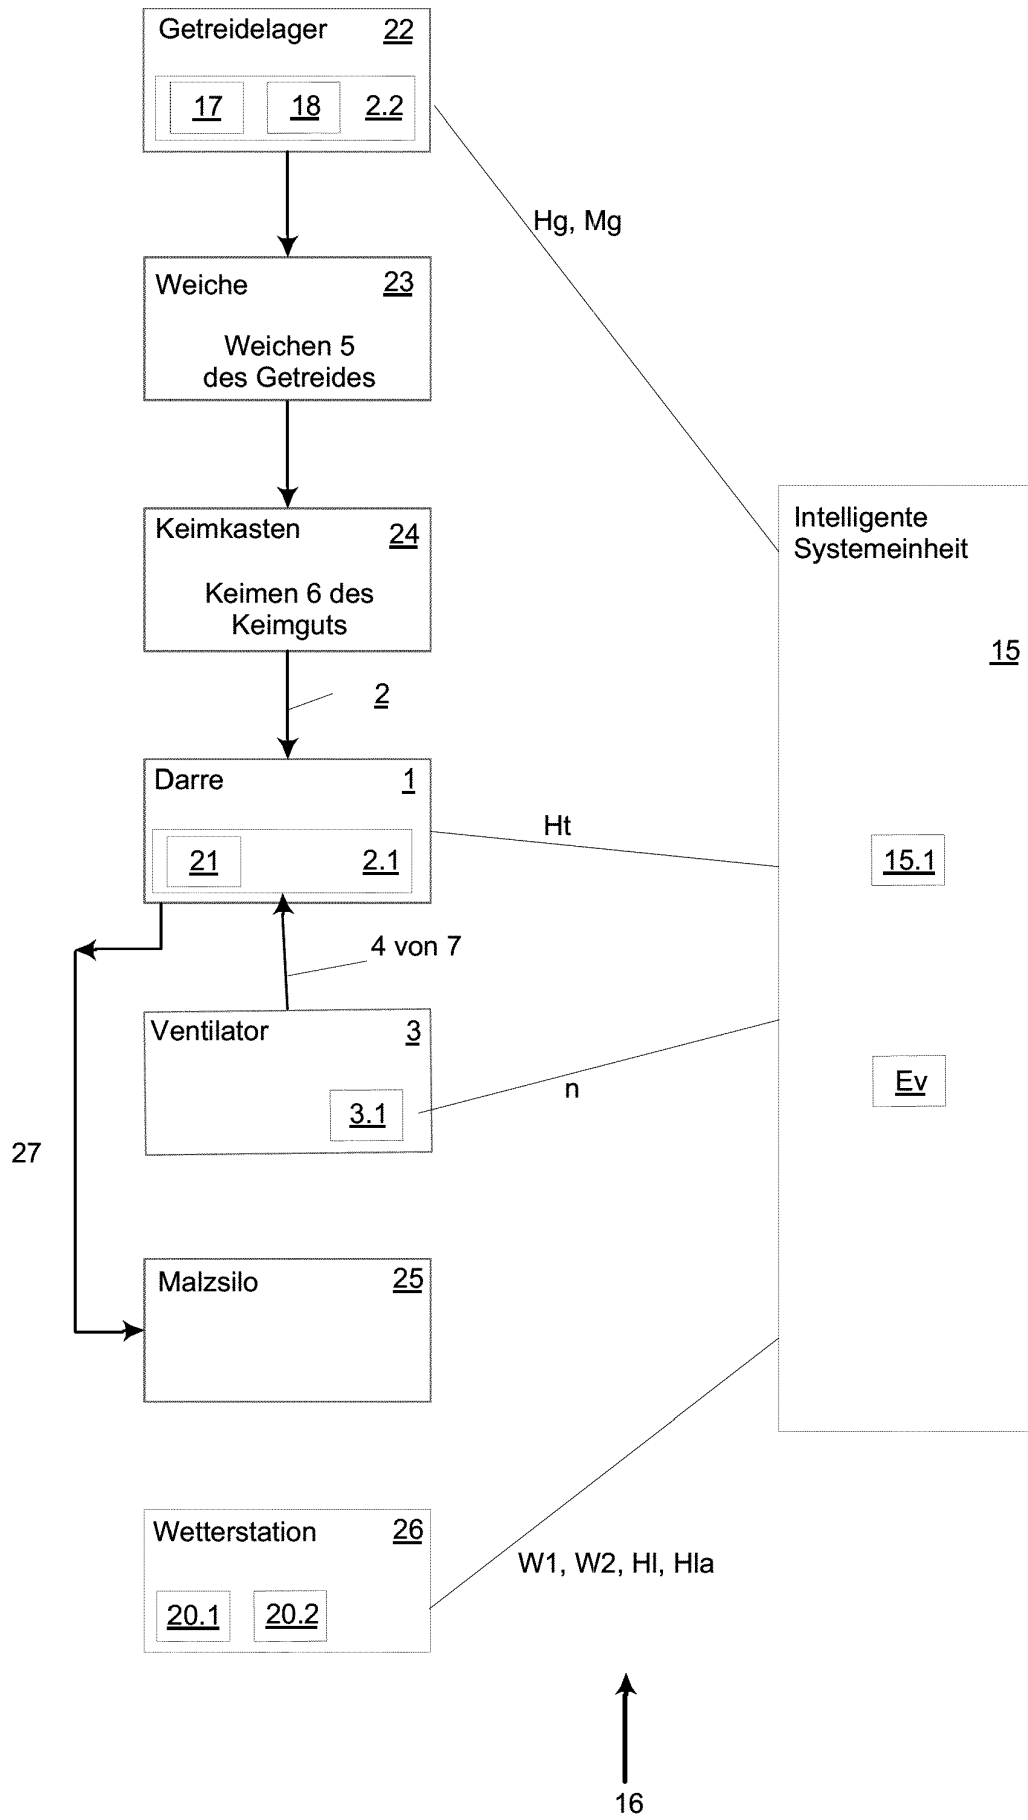 Getreidelager 22
17 18 2.2
Hg, Mg
Weiche 23
Weichen 5
des Getreides
Keimkasten 24
Keimen 6 des
Keimguts
2
Intelligente
Systemeinheit
15
Darre 1
21 2.1
Ht
15.1
4 von 7
Ventilator 3
3.1
n
Ev
27
Malzsilo 25
Wetterstation 26
20.1 20.2
W1, W2, Hl, Hla
16